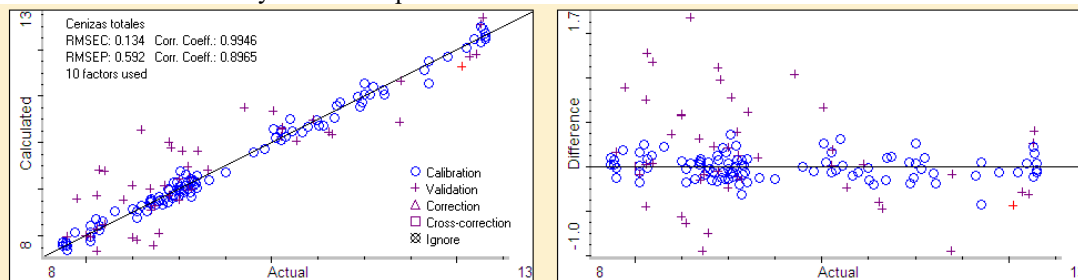 13
Cenizas totales
RMSEC: 0.134 Corr. Coeff.: 0.9946
RMSEP: 0.592 Corr. Coeff.: 0.8965
10 factors used
Calculated
Calibration
Validation
Correction
Cross-correction
Ignore
8
8
Actual
13
1.7
Difference
-1.0
8
Actual
1